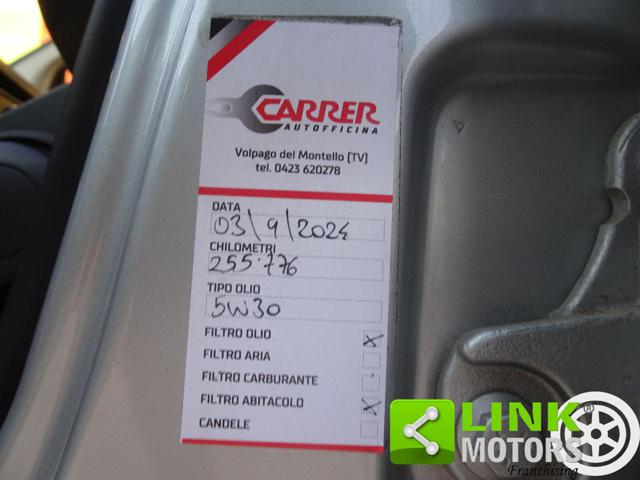 CARRER
AUTOFFICINA
Volpago del Montello (TV)
tel. 0423 620278
DATA
03/9/2024
CHILOMETRI
255.776
TIPO OLIO
5W30
FILTRO OLIO
FILTRO ARIA
FILTRO CARBURANTE
FILTRO ABITACOLO
CANDELE
LINK
MOTORS
Franchising
®